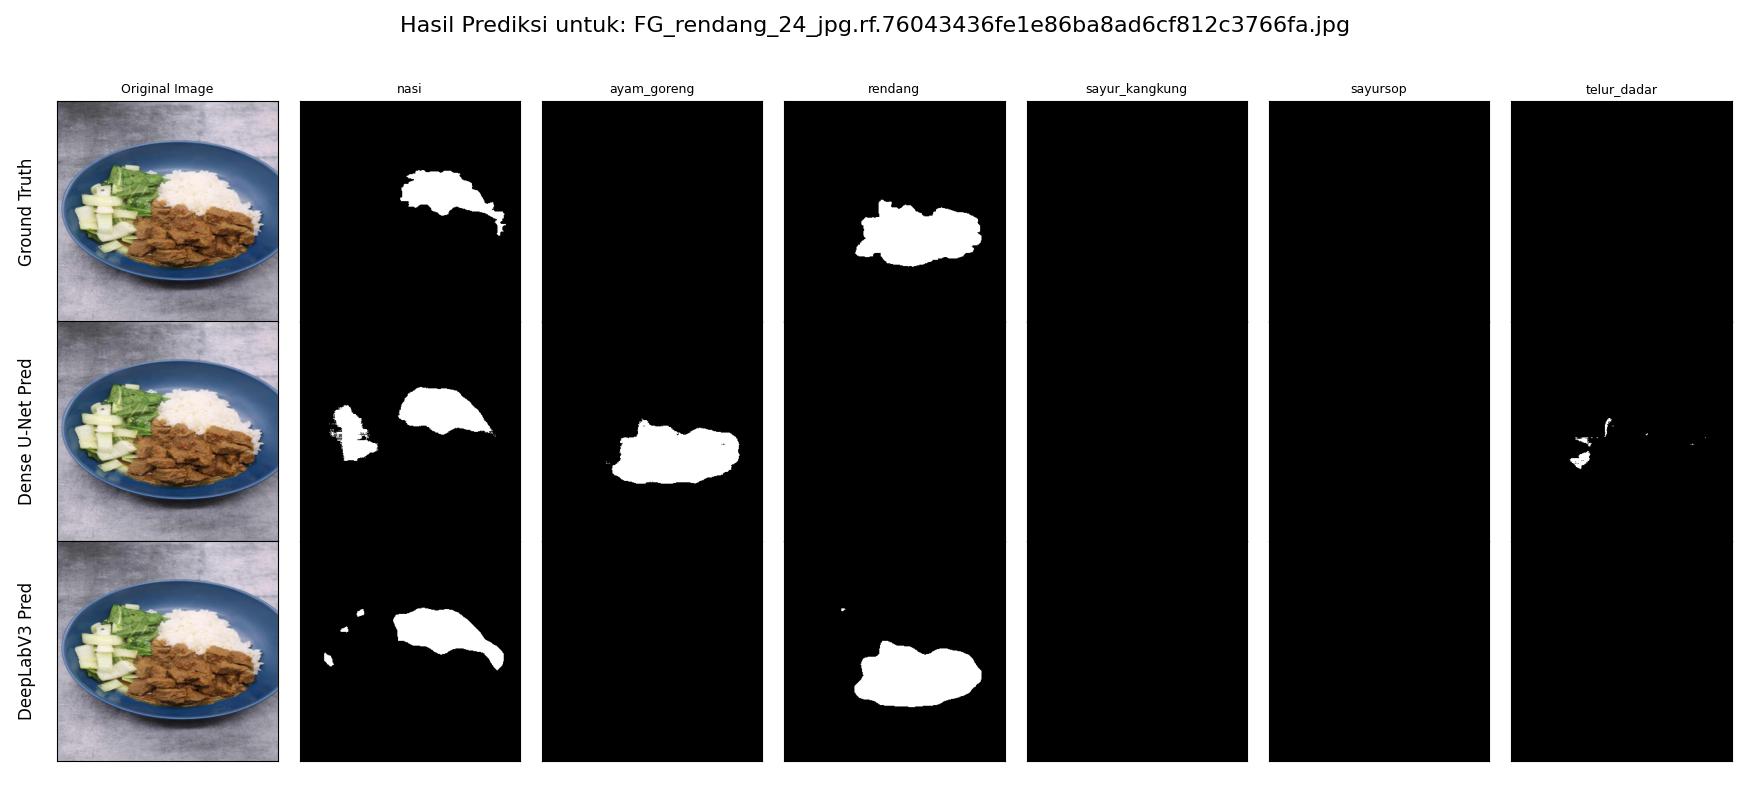 Hasil Prediksi untuk: FG_rendang_24_jpg.rf.76043436fe1e86ba8ad6cf812c3766fa.jpg
Original Image
nasi
ayam_goreng
rendang
sayur_kangkung
sayursop
telur_dadar
Ground Truth
Dense U-Net Pred
DeepLabV3 Pred